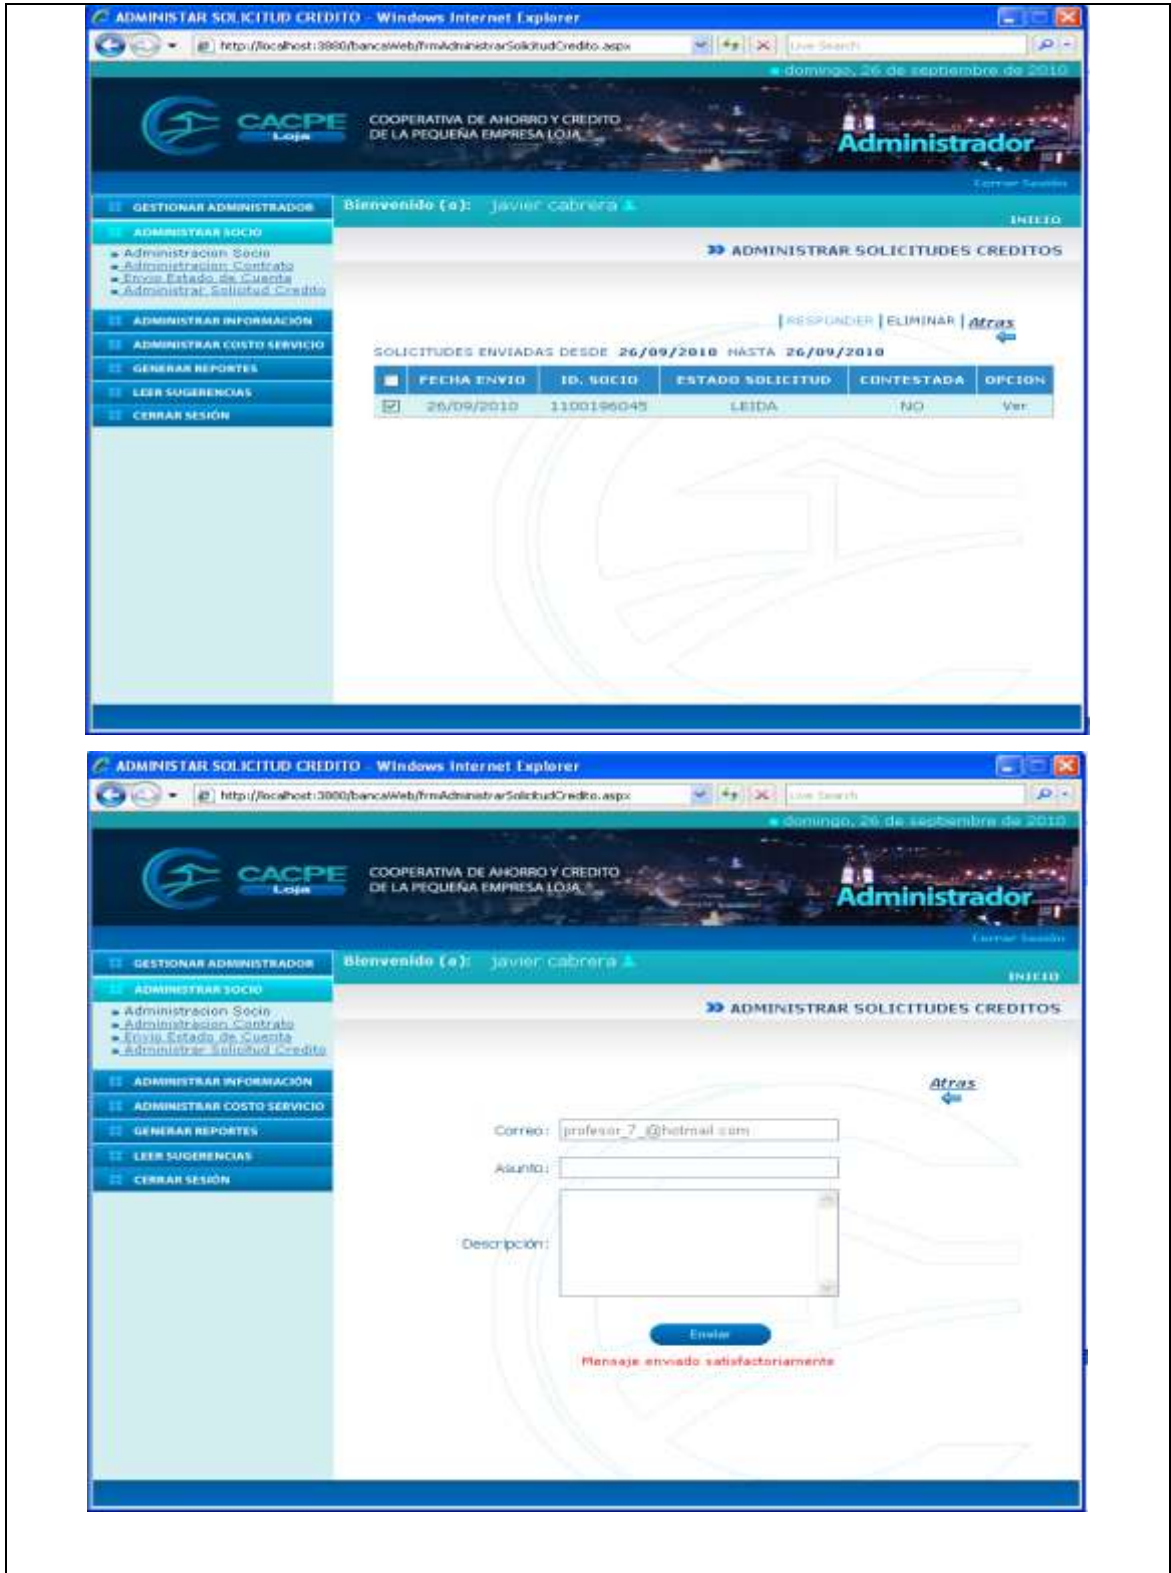 ADMINISTAR SOLICITUD CREDITO - Windows Internet Explorer
http://localhost:3880/bancaWeb/frmAdministrarSolicitudCredito.aspx
Live Search
domingo, 26 de septiembre de 2010
CACPE
Loja
COOPERATIVA DE AHORRO Y CREDITO
DE LA PEQUEÑA EMPRESA LOJA
Administrador
Cerrar Sesión
GESTIONAR ADMINISTRADOR
Bienvenido (a): javier cabrera
INICIO
ADMINISTRAR SOCIO
ADMINISTRAR SOLICITUDES CREDITOS
Administracion Socio
Administracion Contrato
Envio Estado de Cuenta
Administrar Solicitud Credito
ADMINISTRAR INFORMACIÓN
ADMINISTRAR COSTO SERVICIO
GENERAR REPORTES
LEER SUGERENCIAS
CERRAR SESIÓN
|RESPONDER | ELIMINAR | Atras
SOLICITUDES ENVIADAS DESDE 26/09/2010 HASTA 26/09/2010
FECHA ENVIO ID. SOCIO ESTADO SOLICITUD CONTESTADA OPCION
26/09/2010 1100196045 LEIDA NO Ver
ADMINISTAR SOLICITUD CREDITO - Windows Internet Explorer
http://localhost:3880/bancaWeb/frmAdministrarSolicitudCredito.aspx
Live Search
domingo, 26 de septiembre de 2010
CACPE
Loja
COOPERATIVA DE AHORRO Y CREDITO
DE LA PEQUEÑA EMPRESA LOJA
Administrador
Cerrar Sesión
GESTIONAR ADMINISTRADOR
Bienvenido (a): javier cabrera
INICIO
ADMINISTRAR SOCIO
ADMINISTRAR SOLICITUDES CREDITOS
Administracion Socio
Administracion Contrato
Envio Estado de Cuenta
Administrar Solicitud Credito
ADMINISTRAR INFORMACIÓN
ADMINISTRAR COSTO SERVICIO
GENERAR REPORTES
LEER SUGERENCIAS
CERRAR SESIÓN
Atras
Correo: profesor_7_@hotmail.com
Asunto:
Descripción:
Enviar
Mensaje enviado satisfactoriamente